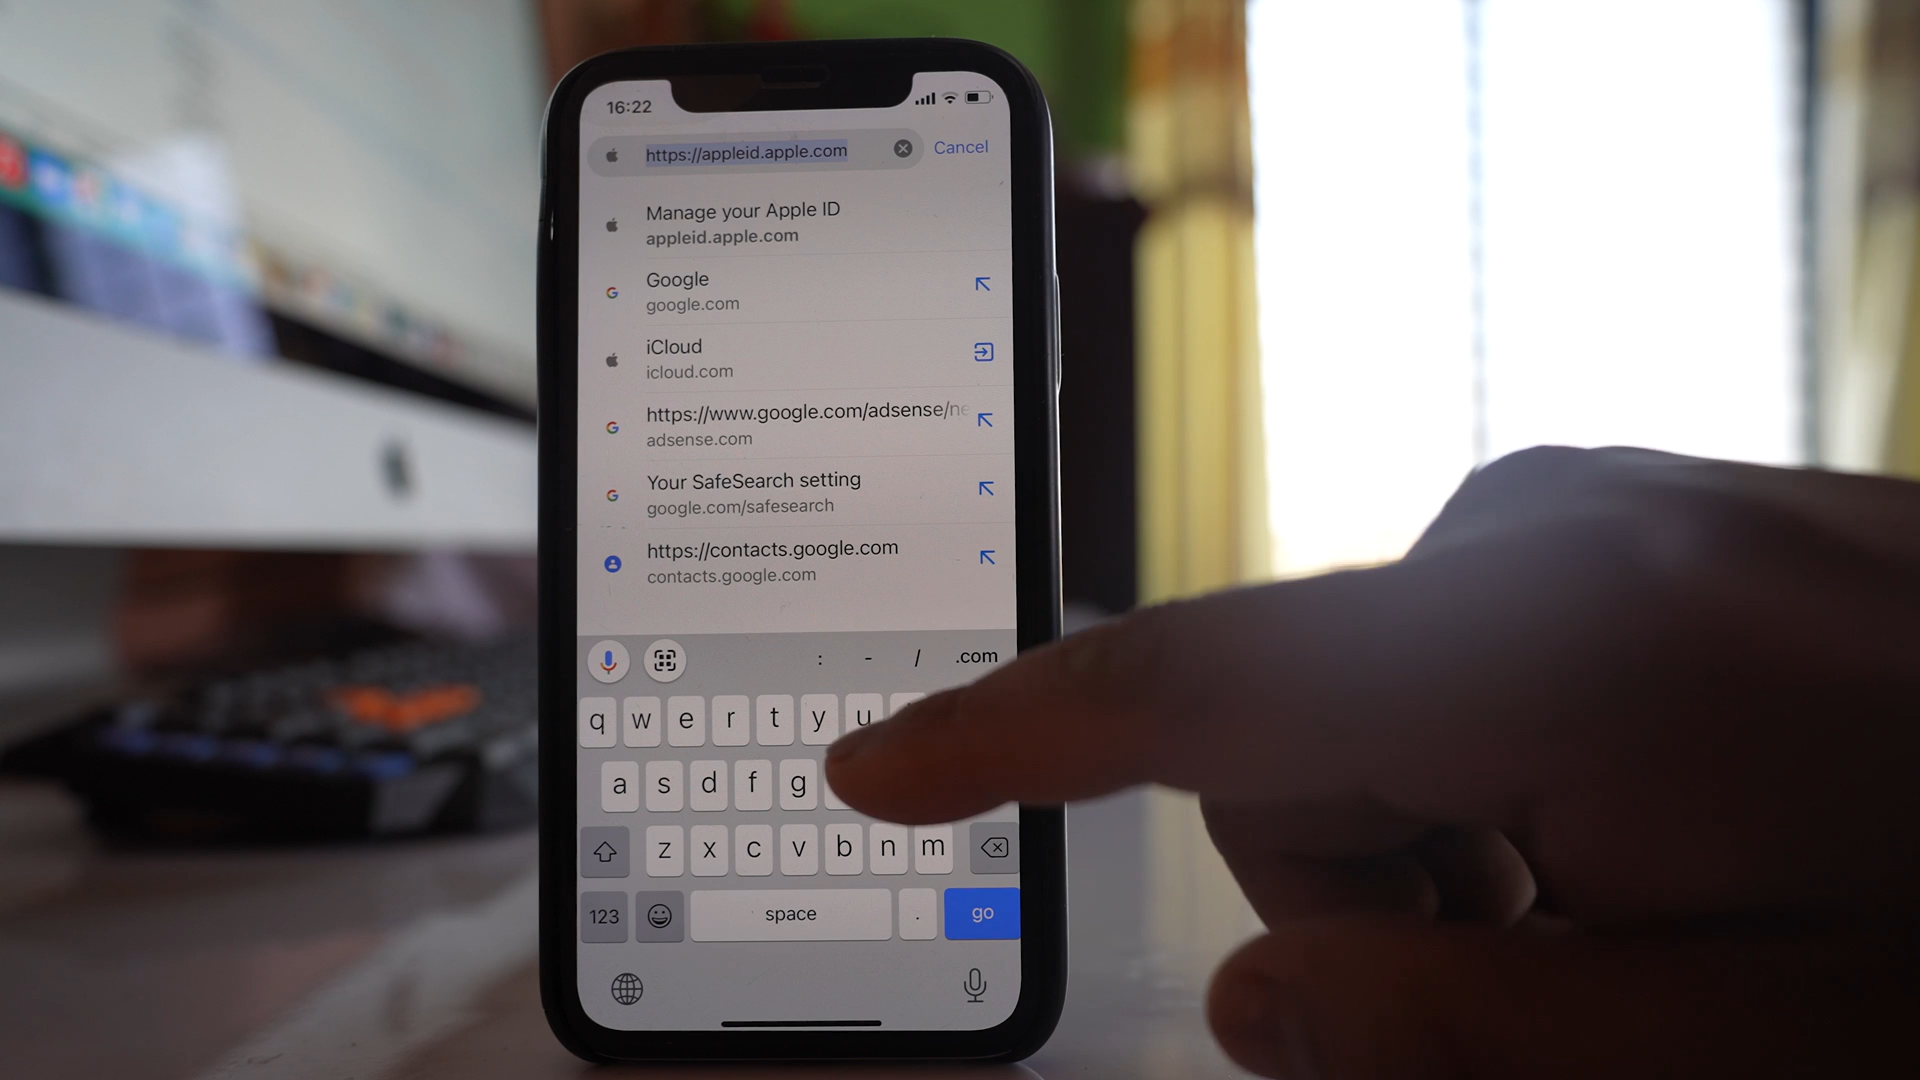 16:22
https://appleid.apple.com
Cancel
Manage your Apple ID
appleid.apple.com
Google
google.com
iCloud
icloud.com
https://www.google.com/adsense/ne
adsense.com
Your SafeSearch setting
google.com/safesearch
https://contacts.google.com
contacts.google.com
: - / .com
q w e r t y u
a s d f g
z x c v b n m
123 space . go